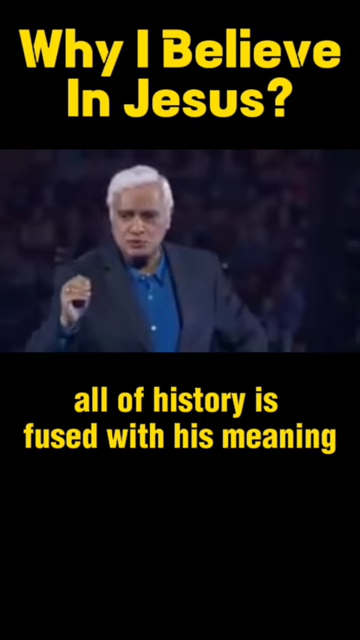 Why I Believe
In Jesus?
all of history is
fused with his meaning